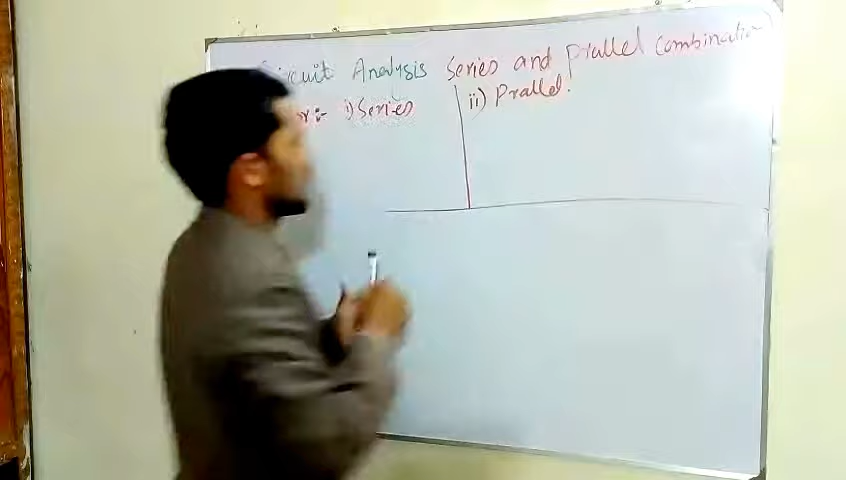 Analysis Series and prallel combination
i) Series
ii) Prallel.